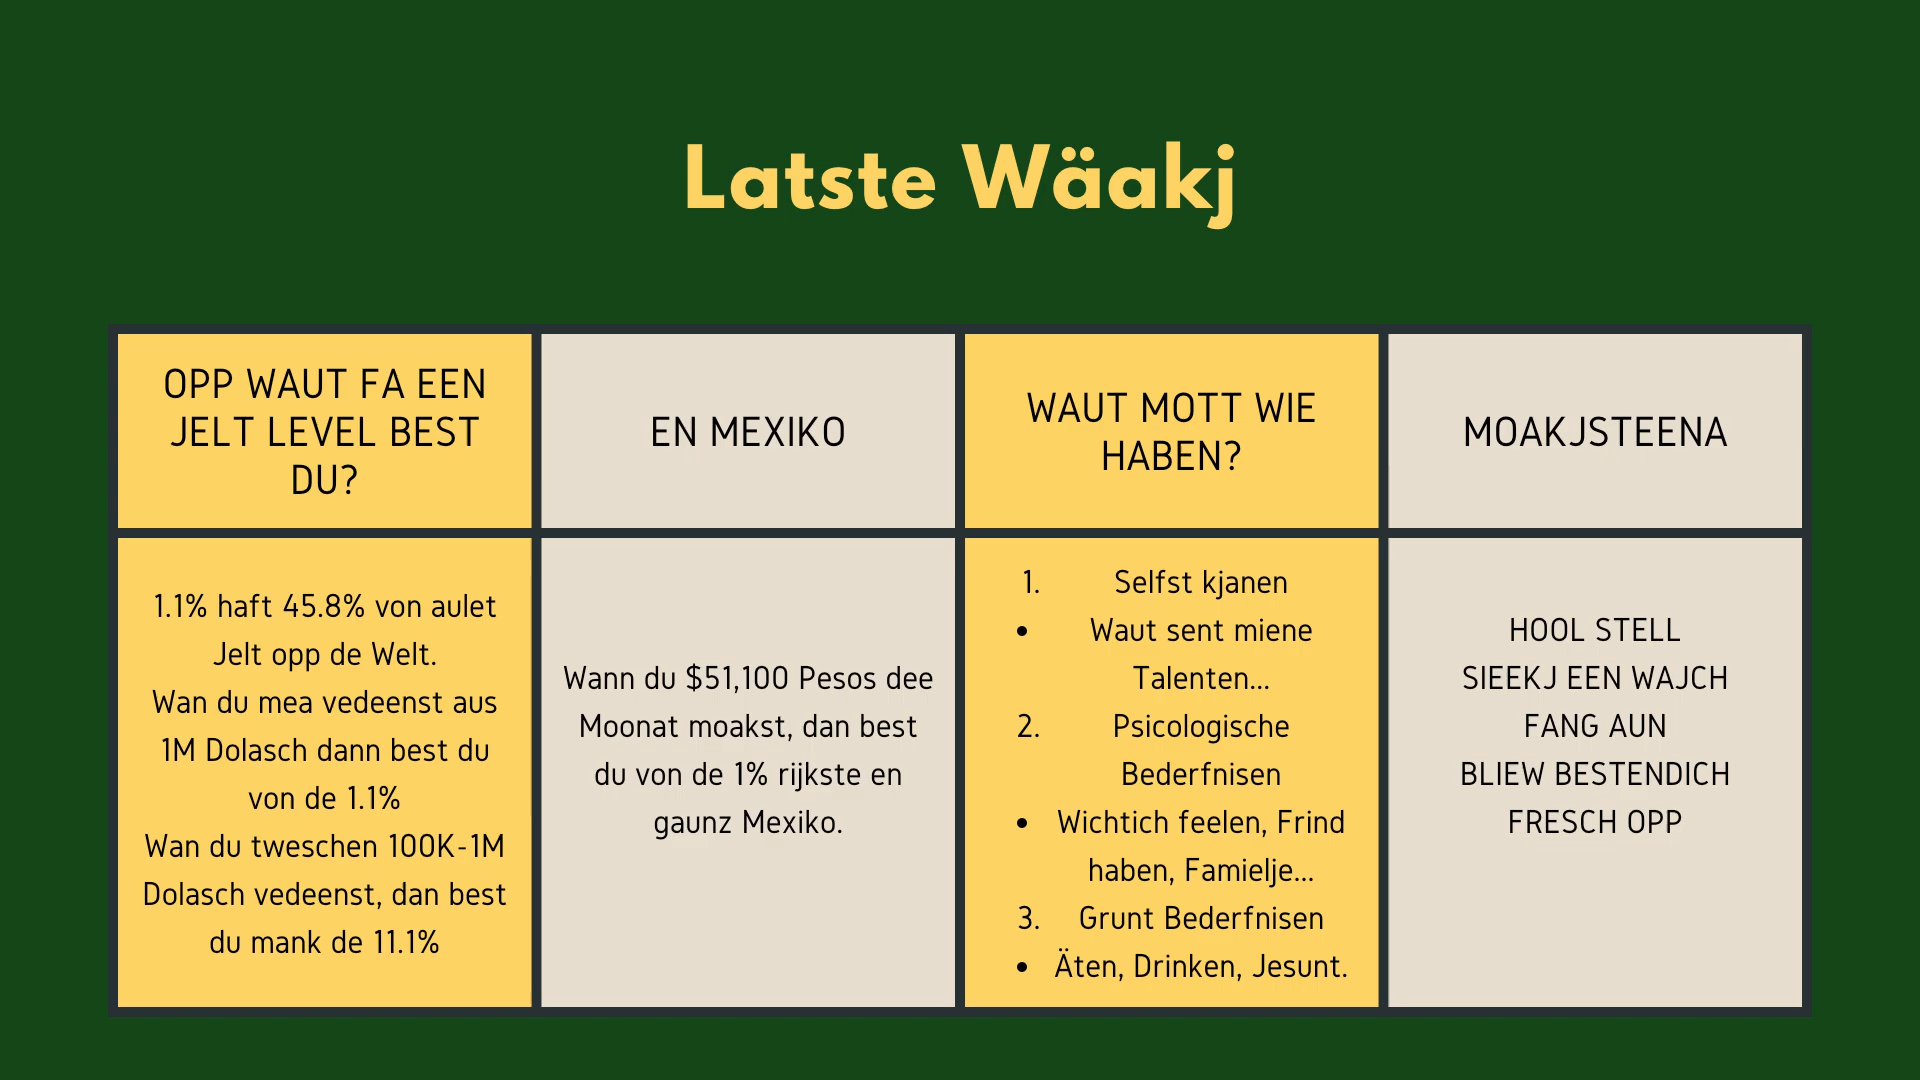 Latste Wäakj
OPP WAUT FA EEN
JELT LEVEL BEST
DU?
EN MEXIKO
WAUT MOTT WIE
HABEN?
MOAKJSTEENA
1.1% haft 45.8% von aulet
Jelt opp de Welt.
Wan du mea vedeenst aus
1M Dolasch dann best du
von de 1.1%
Wan du tweschen 100K-1M
Dolasch vedeenst, dan best
du mank de 11.1%
Wann du $51,100 Pesos dee
Moonat moakst, dan best
du von de 1% rijkste en
gaunz Mexiko.
1. Selfst kjanen
• Waut sent miene
Talenten...
2. Psicologische
Bederfnisen
• Wichtich feelen, Frind
haben, Famielje...
3. Grunt Bederfnisen
• Äten, Drinken, Jesunt.
HOOL STELL
SIEEKJ EEN WAJCH
FANG AUN
BLIEW BESTENDICH
FRESCH OPP